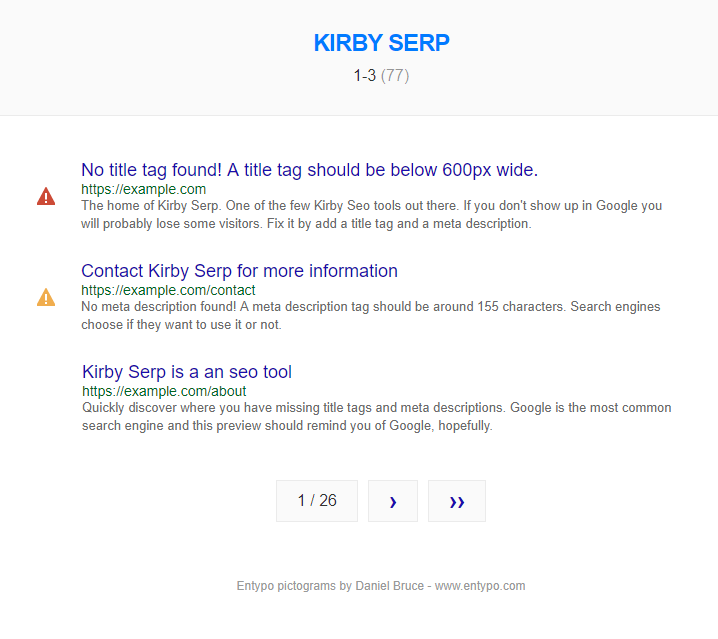 KIRBY SERP
1-3 (77)
No title tag found! A title tag should be below 600px wide.
https://example.com
The home of Kirby Serp. One of the few Kirby Seo tools out there. If you don't show up in Google you
will probably lose some visitors. Fix it by add a title tag and a meta description.
Contact Kirby Serp for more information
https://example.com/contact
No meta description found! A meta description tag should be around 155 characters. Search engines
choose if they want to use it or not.
Kirby Serp is a an seo tool
https://example.com/about
Quickly discover where you have missing title tags and meta descriptions. Google is the most common
search engine and this preview should remind you of Google, hopefully.
1 / 26 › ››
Entypo pictograms by Daniel Bruce - www.entypo.com